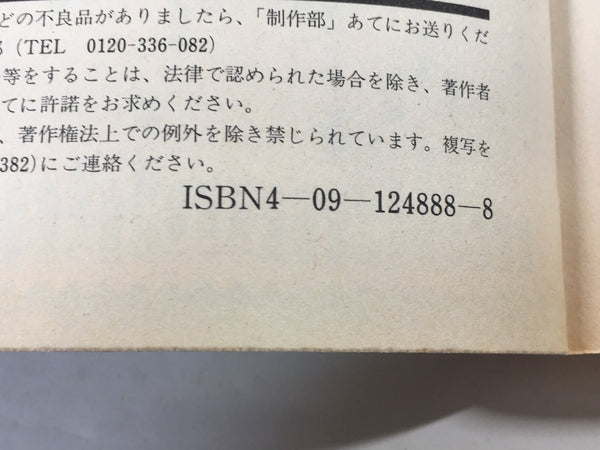 どの不良品がありましたら、「制作部」あてにお送りくだ
(TEL 0120-336-082)
等をすることは、法律で認められた場合を除き、著作者
てに許諾をお求めください。
、著作権法上での例外を除き禁じられています。複写を
382)にご連絡ください。
ISBN4―09―124888―8